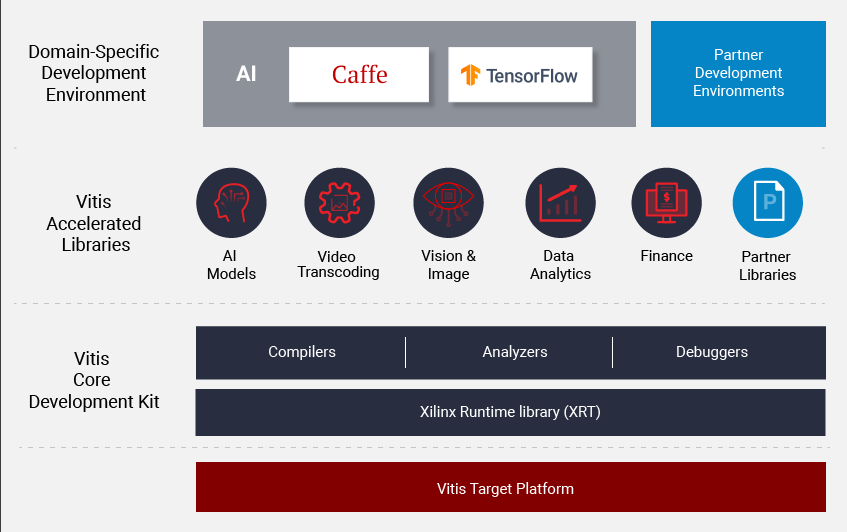 Domain-Specific
Development
Environment
AI
Caffe
TensorFlow
Partner
Development
Environments
Vitis
Accelerated
Libraries
AI
Models
Video
Transcoding
Vision &
Image
Data
Analytics
$
Finance
P
Partner
Libraries
Vitis
Core
Development Kit
Compilers
Analyzers
Debuggers
Xilinx Runtime library (XRT)
Vitis Target Platform